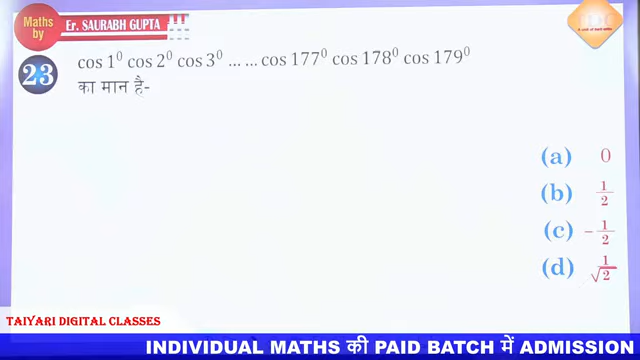 Maths
by
Er. SAURABH GUPTA
23
cos 1⁰ cos 2⁰ cos 3⁰ ... ... cos 177⁰ cos 178⁰ cos 179⁰
का मान है-
(a) 0
(b) 1/2
(c) -1/2
(d) 1/√2
TAIYARI DIGITAL CLASSES
INDIVIDUAL MATHS की PAID BATCH में ADMISSION